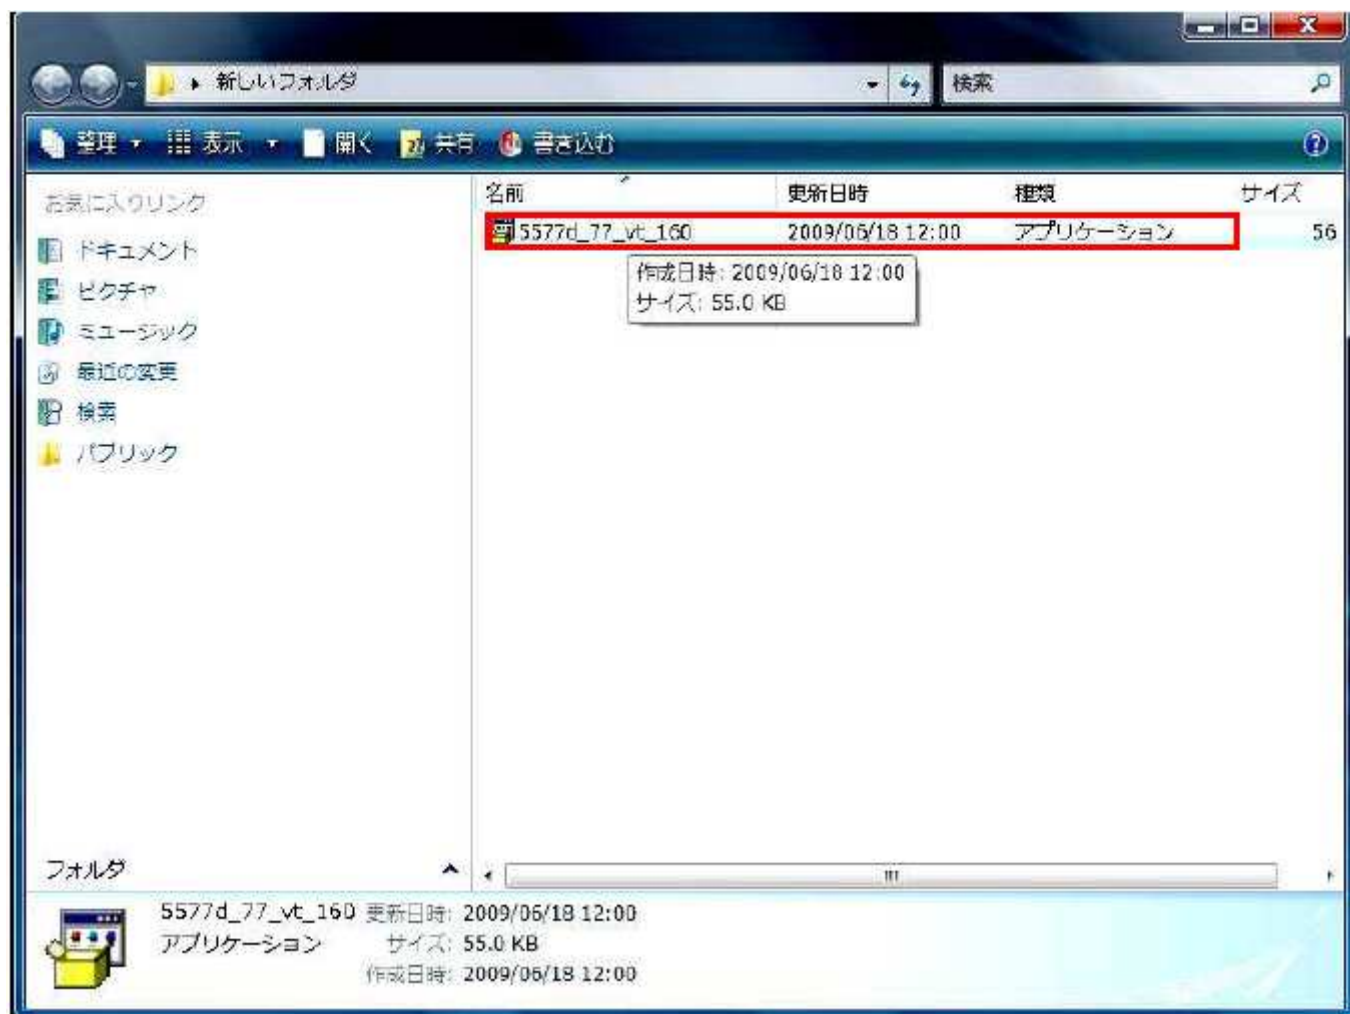 新しいフォルダ
検索
整理 表示 開く 共有 書き込む
お気に入りリンク
ドキュメント
ピクチャ
ミュージック
最近の変更
検索
パブリック
フォルダ
名前 更新日時 種類 サイズ
5577d_77_vt_160 2009/06/18 12:00 アプリケーション 56
作成日時: 2009/06/18 12:00
サイズ: 55.0 KB
5577d_77_vt_160 更新日時: 2009/06/18 12:00
アプリケーション サイズ: 55.0 KB
作成日時: 2009/06/18 12:00